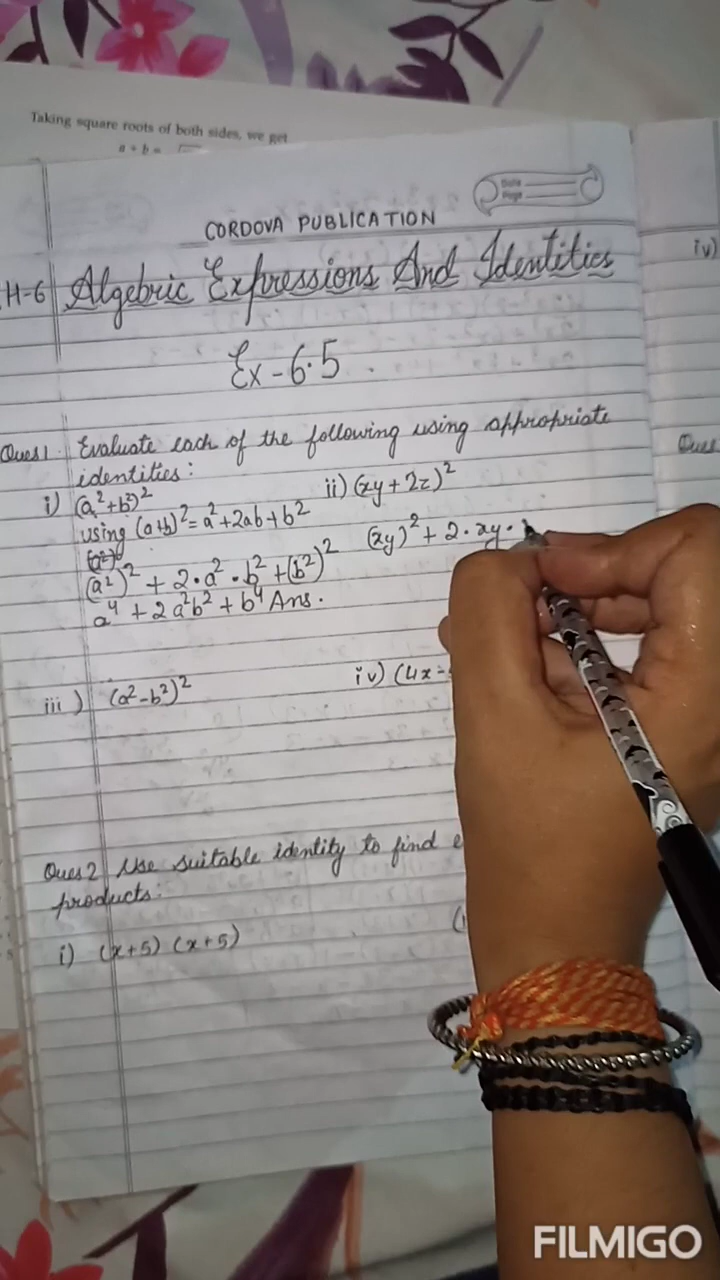 Taking square roots of both sides, we get
a + b =
Date
Page
CORDOVA PUBLICATION
H-6 Algebric Expressions And Identities
Ex-6.5
Ques1. Evaluate each of the following using appropriate
identities:
i) (a²+b²)²
using (a+b)²=a²+2ab+b²
(a²)²
(a²)² + 2·a²·b² + (b²)²
a⁴ + 2a²b² + b⁴ Ans.
ii) (xy+2z)²
(xy)² + 2·xy·
iii) (a²-b²)²
iv) (4x-
iv)
Ques
Ques2 Use suitable identity to find
products:
i) (x+5) (x+5)
FILMIGO